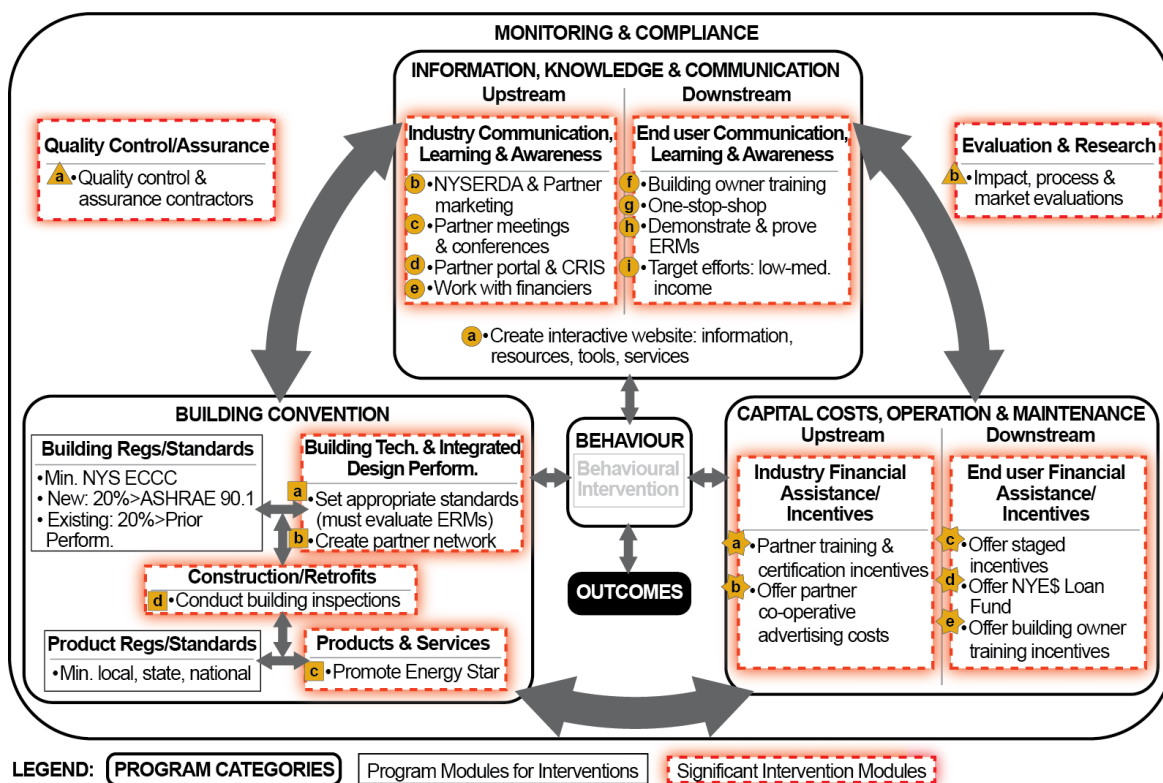 MONITORING & COMPLIANCE
INFORMATION, KNOWLEDGE & COMMUNICATION
Upstream
Industry Communication,
Learning & Awareness
b •NYSERDA & Partner
marketing
c •Partner meetings
& conferences
d •Partner portal & CRIS
e •Work with financiers
Downstream
End user Communication,
Learning & Awareness
f •Building owner training
g •One-stop-shop
h •Demonstrate & prove
ERMs
i •Target efforts: low-med.
income
a •Create interactive website: information,
resources, tools, services
Quality Control/Assurance
a •Quality control &
assurance contractors
Evaluation & Research
b •Impact, process &
market evaluations
BUILDING CONVENTION
Building Regs/Standards
•Min. NYS ECCC
•New: 20%>ASHRAE 90.1
•Existing: 20%>Prior
Perform.
Building Tech. & Integrated
Design Perform.
a
•Set appropriate standards
(must evaluate ERMs)
b •Create partner network
Construction/Retrofits
d •Conduct building inspections
Product Regs/Standards
•Min. local, state, national
Products & Services
c •Promote Energy Star
BEHAVIOUR
Behavioural
Intervention
OUTCOMES
CAPITAL COSTS, OPERATION & MAINTENANCE
Upstream
Industry Financial
Assistance/
Incentives
a •Partner training &
certification incentives
b •Offer partner
co-operative
advertising costs
Downstream
End user Financial
Assistance/
Incentives
c •Offer staged
incentives
d •Offer NYE$ Loan
Fund
e •Offer building owner
training incentives
LEGEND: PROGRAM CATEGORIES Program Modules for Interventions Significant Intervention Modules